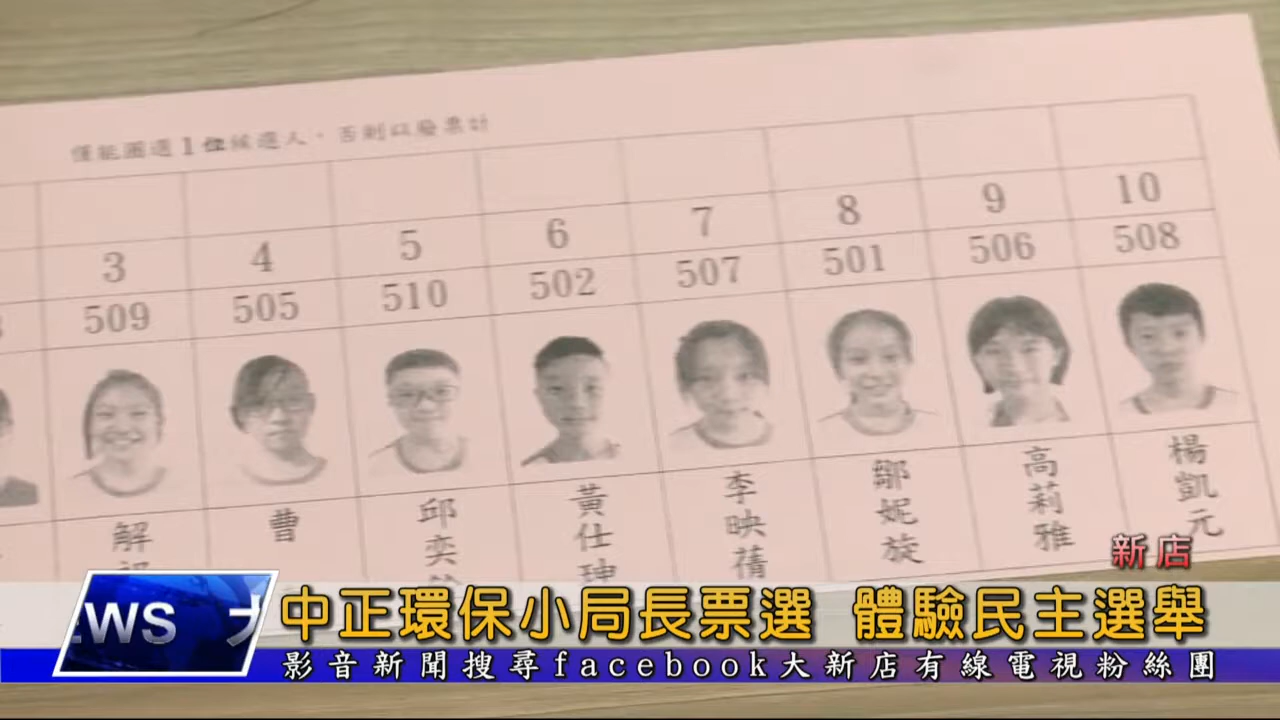 僅能圈選1位候選人,否則以廢票計
3 4 5 6 7 8 9 10
509 505 510 502 507 501 506 508
解
曹
邱奕
黃仕珅
李映蒨
鄒妮旋
高莉雅
楊凱元
新店
EWS 大
中正環保小局長票選 體驗民主選舉
影音新聞搜尋facebook大新店有線電視粉絲團